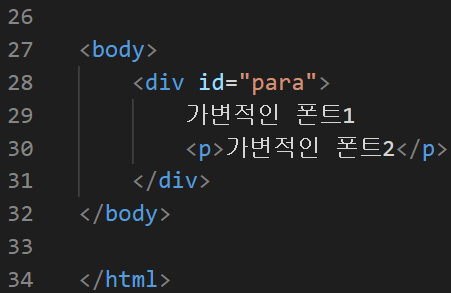 26
27 <body>
28 <div id="para">
29 가변적인 폰트1
30 <p>가변적인 폰트2</p>
31 </div>
32 </body>
33
34 </html>